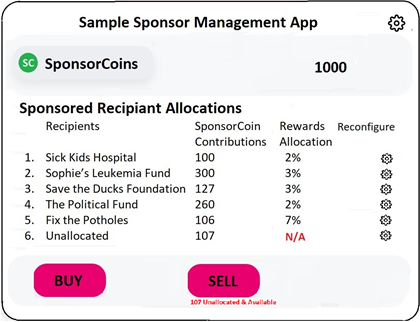 Sample Sponsor Management App
SC SponsorCoins 1000
Sponsored Recipiant Allocations
Recipients SponsorCoin Contributions Rewards Allocation Reconfigure
1. Sick Kids Hospital 100 2%
2. Sophie's Leukemia Fund 300 3%
3. Save the Ducks Foundation 127 3%
4. The Political Fund 260 2%
5. Fix the Potholes 106 7%
6. Unallocated 107 N/A
BUY SELL
107 Unallocated & Available